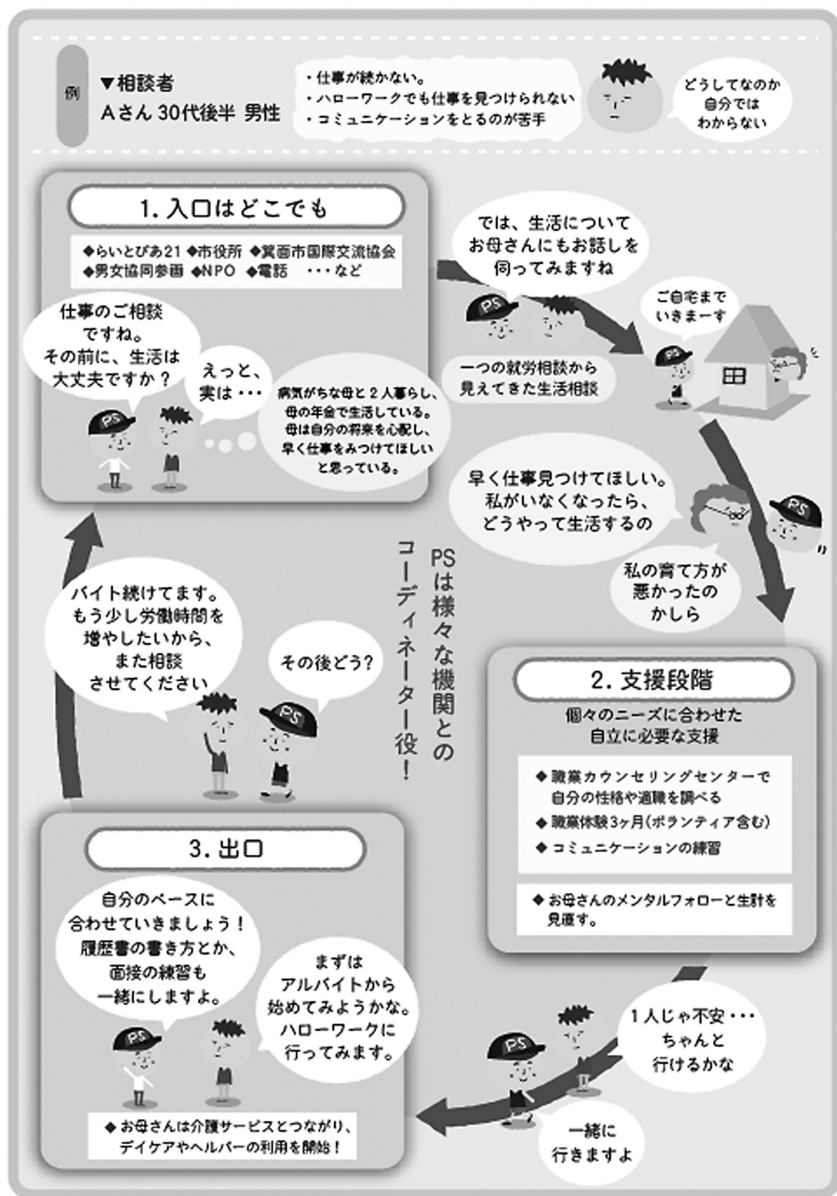 例
▼相談者
Aさん 30代後半 男性
・仕事が続かない。
・ハローワークでも仕事を見つけられない
・コミュニケーションをとるのが苦手
どうしてなのか
自分では
わからない
1. 入口はどこでも
◆らいとぴあ21 ◆市役所 ◆箕面市国際交流協会
◆男女協同参画 ◆NPO ◆電話 ・・・など
仕事のご相談
ですね。
その前に、生活は
大丈夫ですか？
えっと、
実は・・・
病気がちな母と2人暮らし、
母の年金で生活している。
母は自分の将来を心配し、
早く仕事をみつけてほしい
と思っている。
PS
では、生活について
お母さんにもお話しを
伺ってみますね
PS
一つの就労相談から
見えてきた生活相談
ご自宅まで
いきまーす
PS
早く仕事見つけてほしい。
私がいなくなったら、
どうやって生活するの
PS
私の育て方が
悪かったの
かしら
PSは様々な機関との
コーディネーター役！
2. 支援段階
個々のニーズに合わせた
自立に必要な支援
◆職業カウンセリングセンターで
自分の性格や適職を調べる
◆職業体験3ヶ月(ボランティア含む)
◆コミュニケーションの練習
◆お母さんのメンタルフォローと生計を
見直す。
1人じゃ不安・・・
ちゃんと
行けるかな
PS
一緒に
行きますよ
3. 出口
自分のペースに
合わせていきましょう！
履歴書の書き方とか、
面接の練習も
一緒にしますよ。
まずは
アルバイトから
始めてみようかな。
ハローワークに
行ってみます。
PS
◆お母さんは介護サービスとつながり、
デイケアやヘルパーの利用を開始！
バイト続けてます。
もう少し労働時間を
増やしたいから、
また相談
させてください
その後どう？
PS